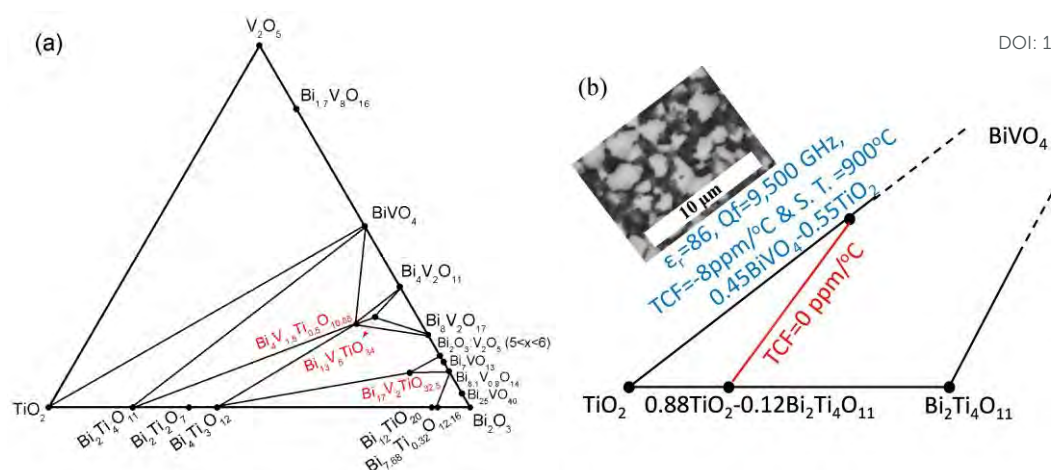 (a)
V₂O₅
Bi₁.₇V₈O₁₆
BiVO₄
Bi₄V₂O₁₁
Bi₈V₂O₁₇
Bi₂O₃·V₂O₅ (5<x<6)
Bi₇VO₁₃
Bi₈.₁V₀.₉O₁₄
Bi₂₅VO₄₀
Bi₂O₃
Bi₄V₁.₅Ti₀.₅O₁₀.₈₅
Bi₁₃V₅TiO₃₄
Bi₁₇V₂TiO₃₂.₅
TiO₂
Bi₂Ti₄O₁₁
Bi₂Ti₂O₇
Bi₄Ti₃O₁₂
Bi₁₂TiO₂₀
Bi₇.₆₈Ti₀.₃₂O₁₂.₁₆
DOI: 1
(b)
10 μm
εᵣ=86, Qf=9,500 GHz,
TCF=-8ppm/°C & S. T. =900°C
0.45BiVO₄-0.55TiO₂
BiVO₄
TCF=0 ppm/°C
TiO₂
0.88TiO₂-0.12Bi₂Ti₄O₁₁
Bi₂Ti₄O₁₁